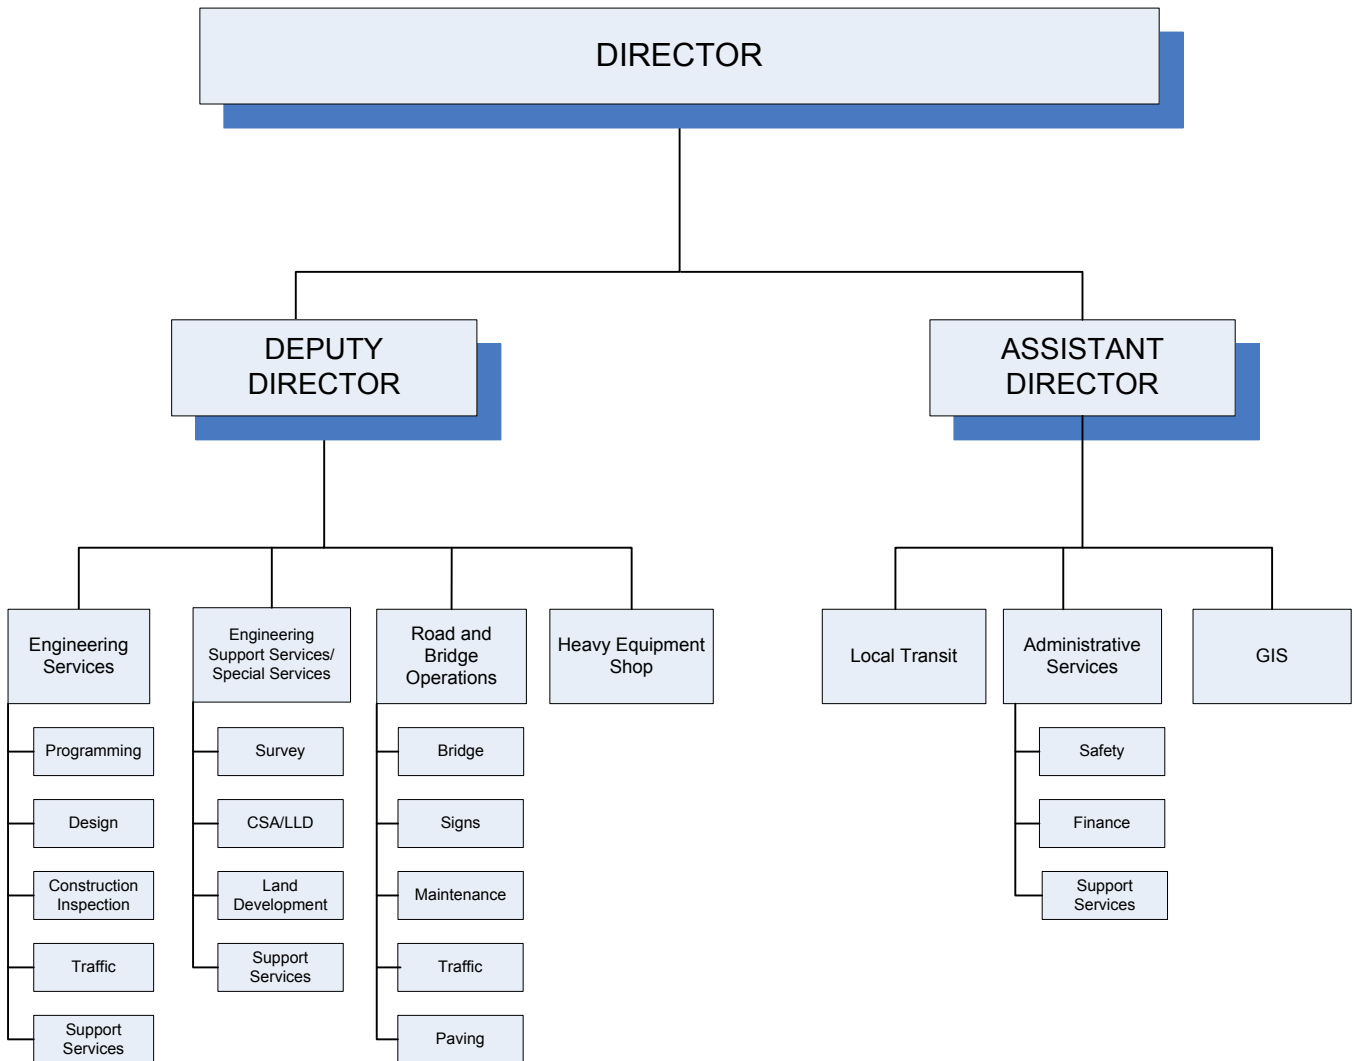 DIRECTOR
DEPUTY
DIRECTOR
ASSISTANT
DIRECTOR
Engineering
Services
Engineering
Support Services/
Special Services
Road and
Bridge
Operations
Heavy Equipment
Shop
Local Transit
Administrative
Services
GIS
Programming
Design
Construction
Inspection
Traffic
Support
Services
Survey
CSA/LLD
Land
Development
Support
Services
Bridge
Signs
Maintenance
Traffic
Paving
Safety
Finance
Support
Services